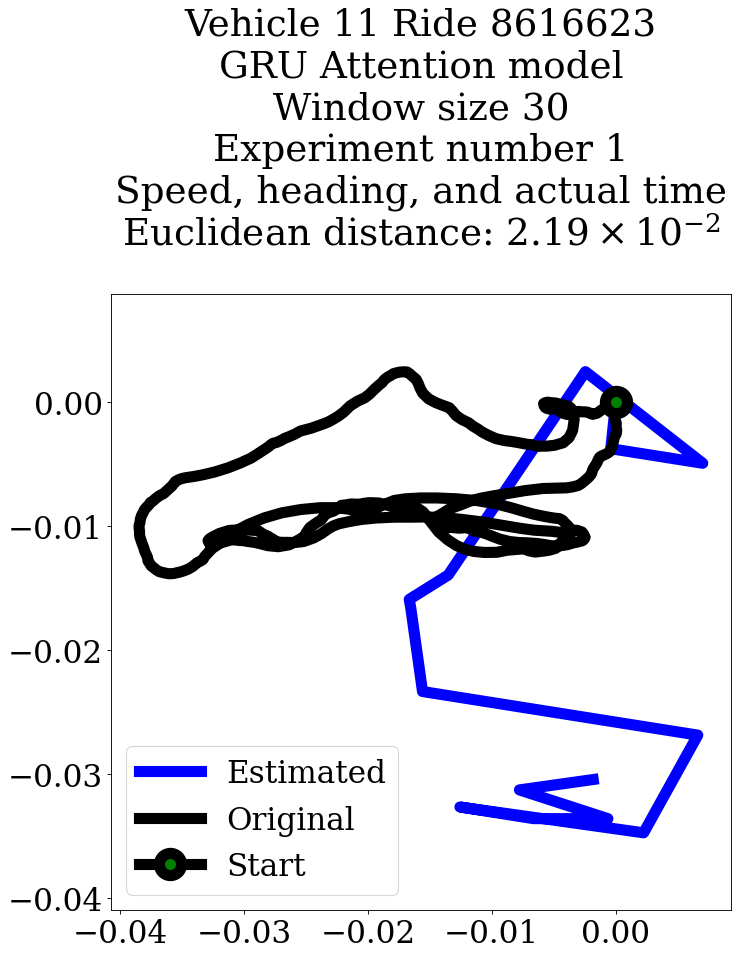 Vehicle 11 Ride 8616623
GRU Attention model
Window size 30
Experiment number 1
Speed, heading, and actual time
Euclidean distance: 2.19 × 10⁻²
0.00
−0.01
−0.02
−0.03
−0.04
Estimated
Original
Start
−0.04 −0.03 −0.02 −0.01 0.00